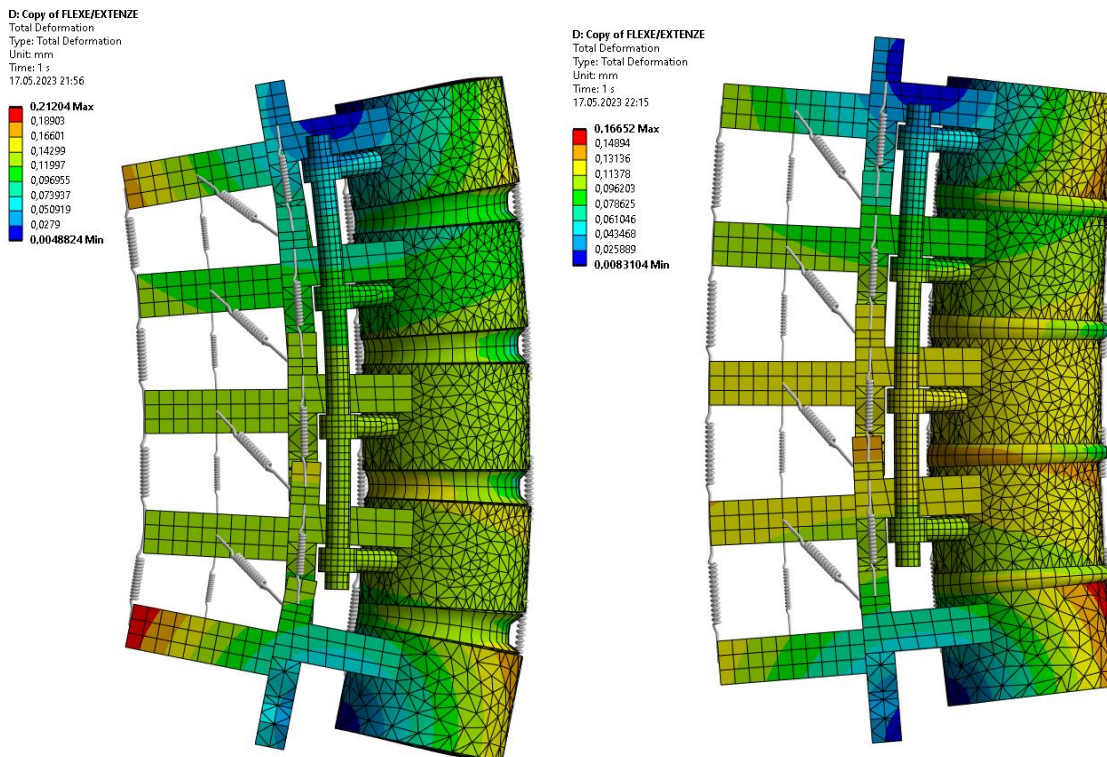 D: Copy of FLEXE/EXTENZE
Total Deformation
Type: Total Deformation
Unit: mm
Time: 1 s
17.05.2023 21:56
0,21204 Max
0,18903
0,16601
0,14299
0,11997
0,096955
0,073937
0,050919
0,0279
0,0048824 Min
D: Copy of FLEXE/EXTENZE
Total Deformation
Type: Total Deformation
Unit: mm
Time: 1 s
17.05.2023 22:15
0,16652 Max
0,14894
0,13136
0,11378
0,096203
0,078625
0,061046
0,043468
0,025889
0,0083104 Min